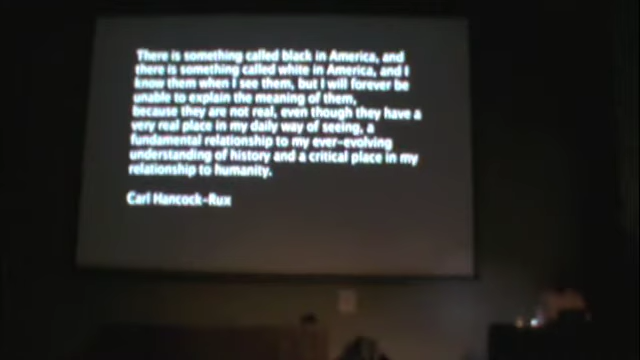 There is something called black in America, and
there is something called white in America, and I
know them when I see them, but I will forever be
unable to explain the meaning of them,
because they are not real, even though they have a
very real place in my daily way of seeing, a
fundamental relationship to my ever-evolving
understanding of history and a critical place in my
relationship to humanity.
Carl Hancock-Rux